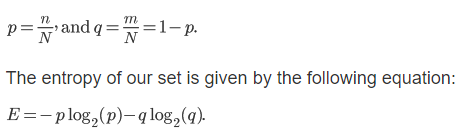 p = n/N, and q = m/N = 1 − p.
The entropy of our set is given by the following equation:
E = −p log₂(p) − q log₂(q).